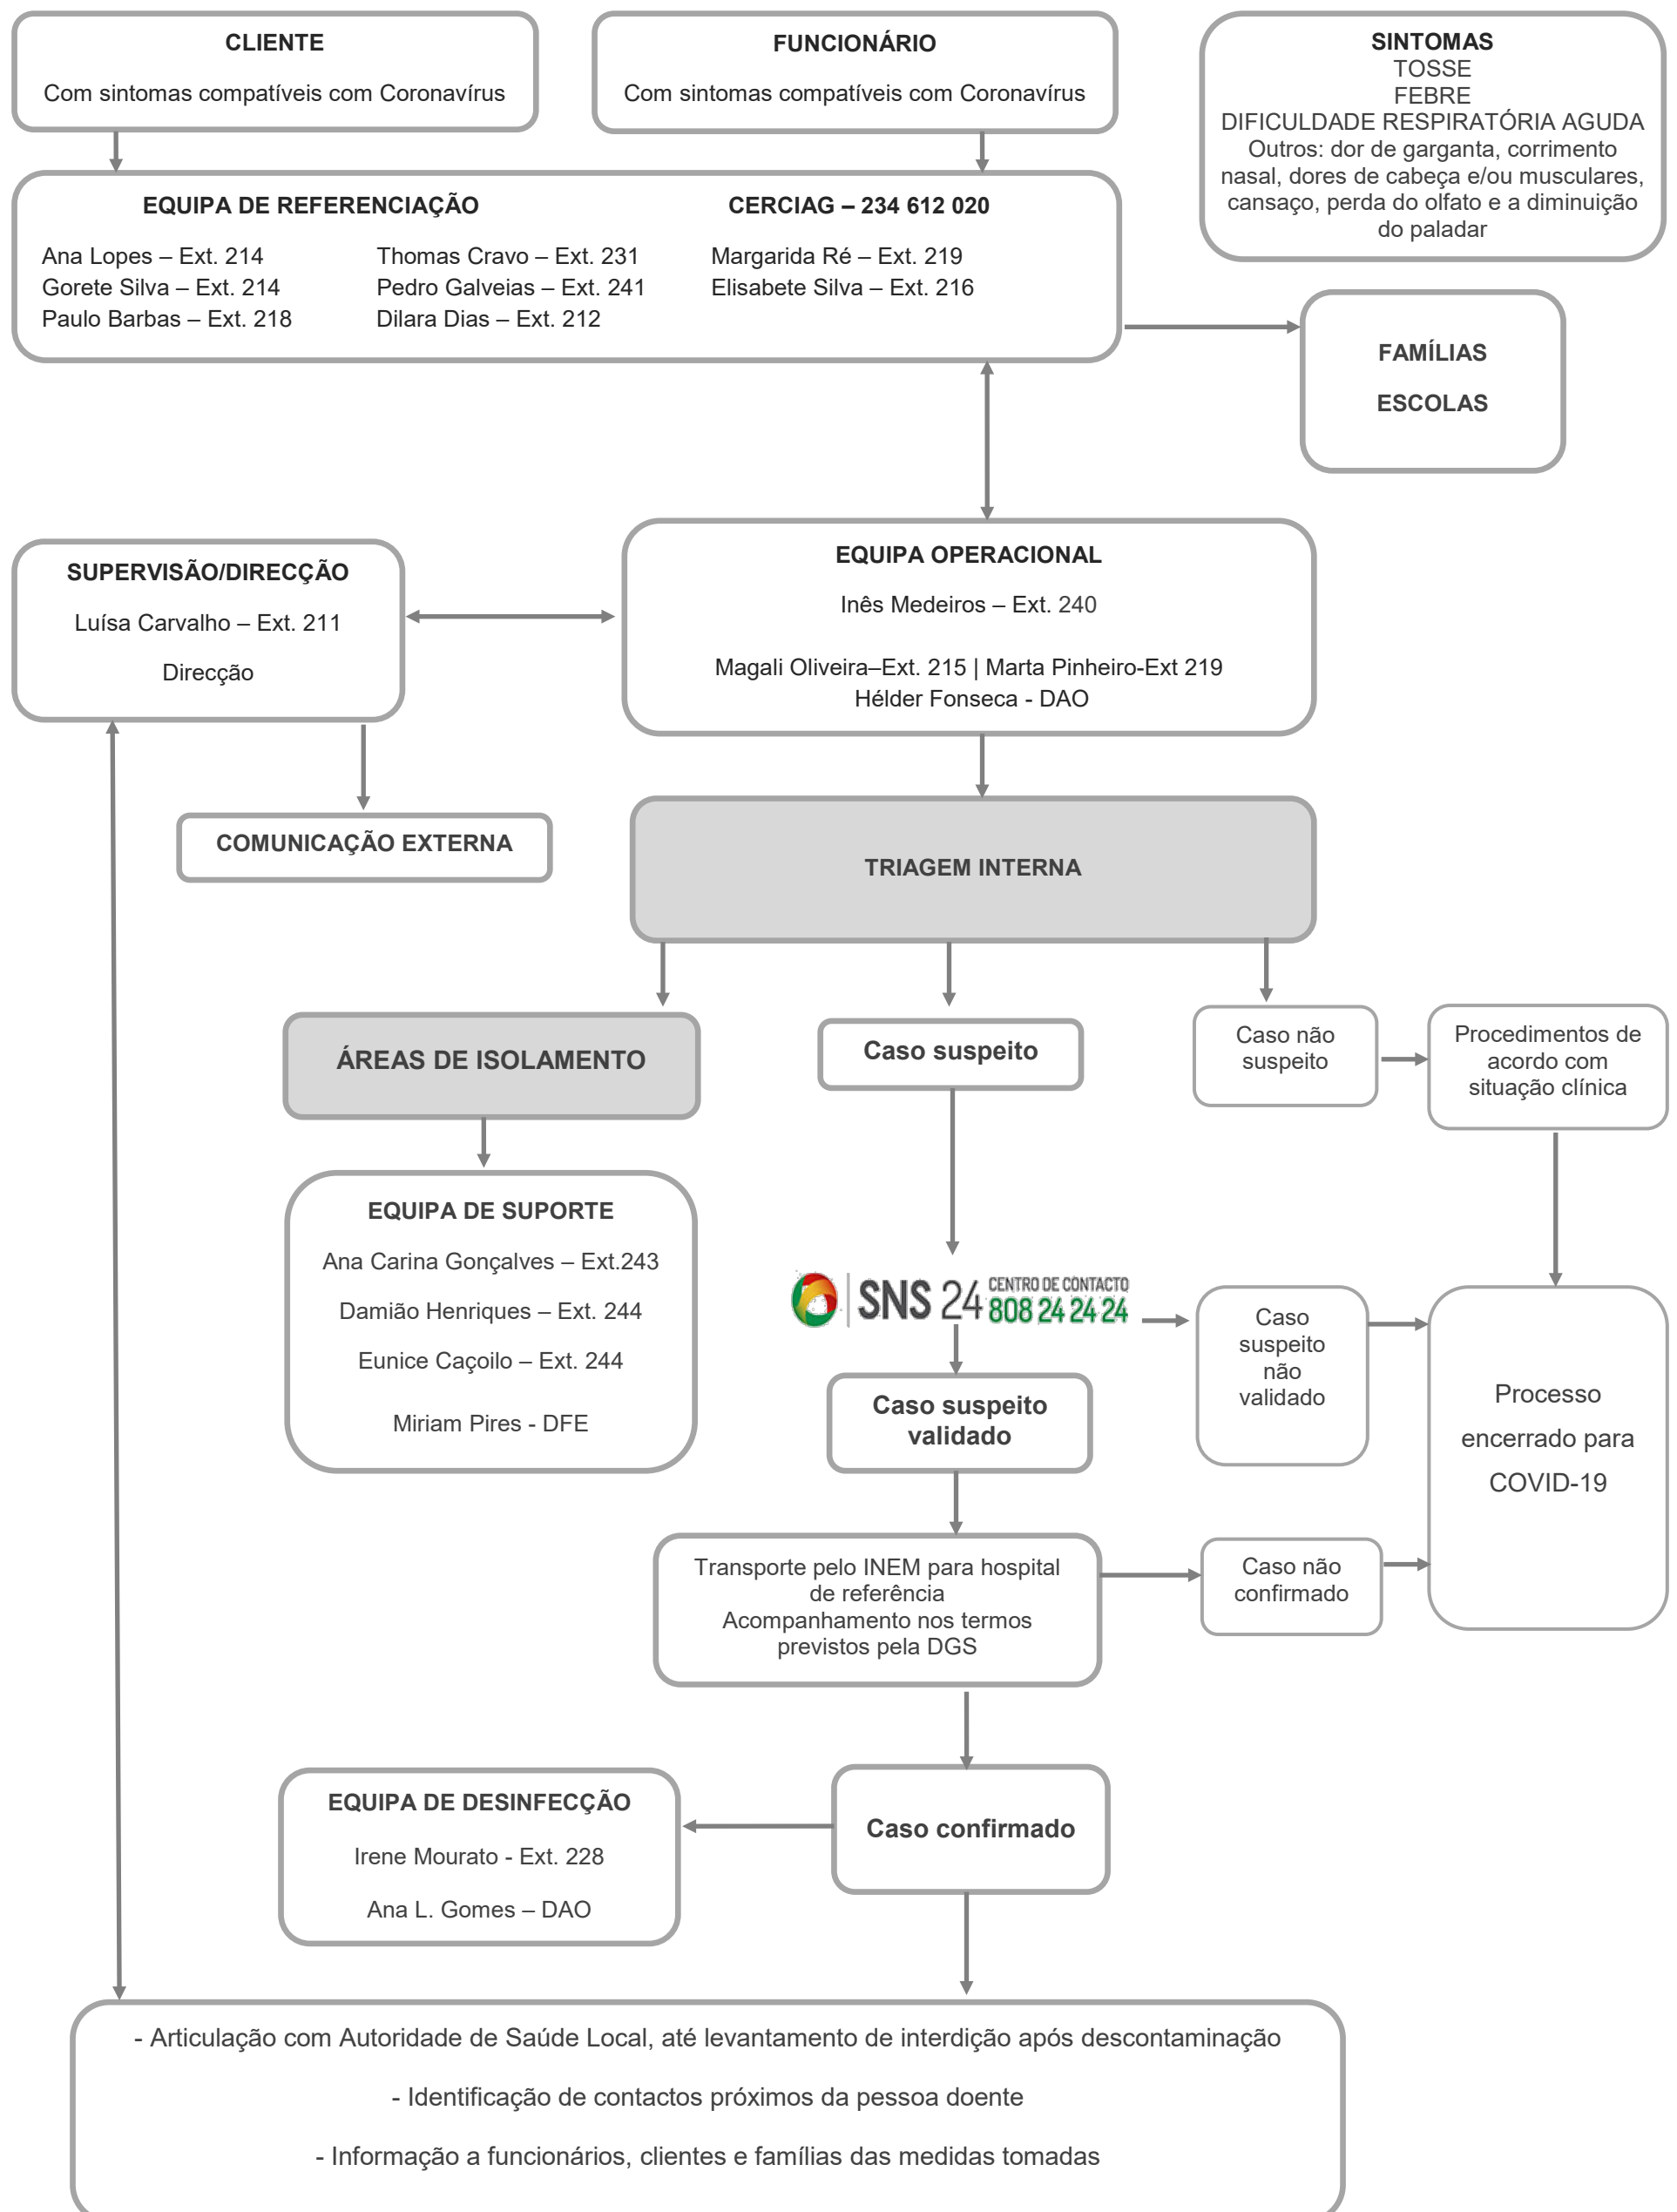 CLIENTE
Com sintomas compatíveis com Coronavírus
FUNCIONÁRIO
Com sintomas compatíveis com Coronavírus
SINTOMAS
TOSSE
FEBRE
DIFICULDADE RESPIRATÓRIA AGUDA
Outros: dor de garganta, corrimento
nasal, dores de cabeça e/ou musculares,
cansaço, perda do olfato e a diminuição
do paladar
EQUIPA DE REFERENCIAÇÃO CERCIAG – 234 612 020
Ana Lopes – Ext. 214 Thomas Cravo – Ext. 231 Margarida Ré – Ext. 219
Gorete Silva – Ext. 214 Pedro Galveias – Ext. 241 Elisabete Silva – Ext. 216
Paulo Barbas – Ext. 218 Dilara Dias – Ext. 212
FAMÍLIAS
ESCOLAS
SUPERVISÃO/DIRECÇÃO
Luísa Carvalho – Ext. 211
Direcção
EQUIPA OPERACIONAL
Inês Medeiros – Ext. 240
Magali Oliveira–Ext. 215 | Marta Pinheiro-Ext 219
Hélder Fonseca - DAO
COMUNICAÇÃO EXTERNA
TRIAGEM INTERNA
ÁREAS DE ISOLAMENTO
Caso suspeito
Caso não
suspeito
Procedimentos de
acordo com
situação clínica
EQUIPA DE SUPORTE
Ana Carina Gonçalves – Ext.243
Damião Henriques – Ext. 244
Eunice Caçoilo – Ext. 244
Miriam Pires - DFE
SNS 24 CENTRO DE CONTACTO
808 24 24 24
Caso
suspeito
não
validado
Caso suspeito
validado
Processo
encerrado para
COVID-19
Transporte pelo INEM para hospital
de referência
Acompanhamento nos termos
previstos pela DGS
Caso não
confirmado
EQUIPA DE DESINFECÇÃO
Irene Mourato - Ext. 228
Ana L. Gomes – DAO
Caso confirmado
- Articulação com Autoridade de Saúde Local, até levantamento de interdição após descontaminação
- Identificação de contactos próximos da pessoa doente
- Informação a funcionários, clientes e famílias das medidas tomadas